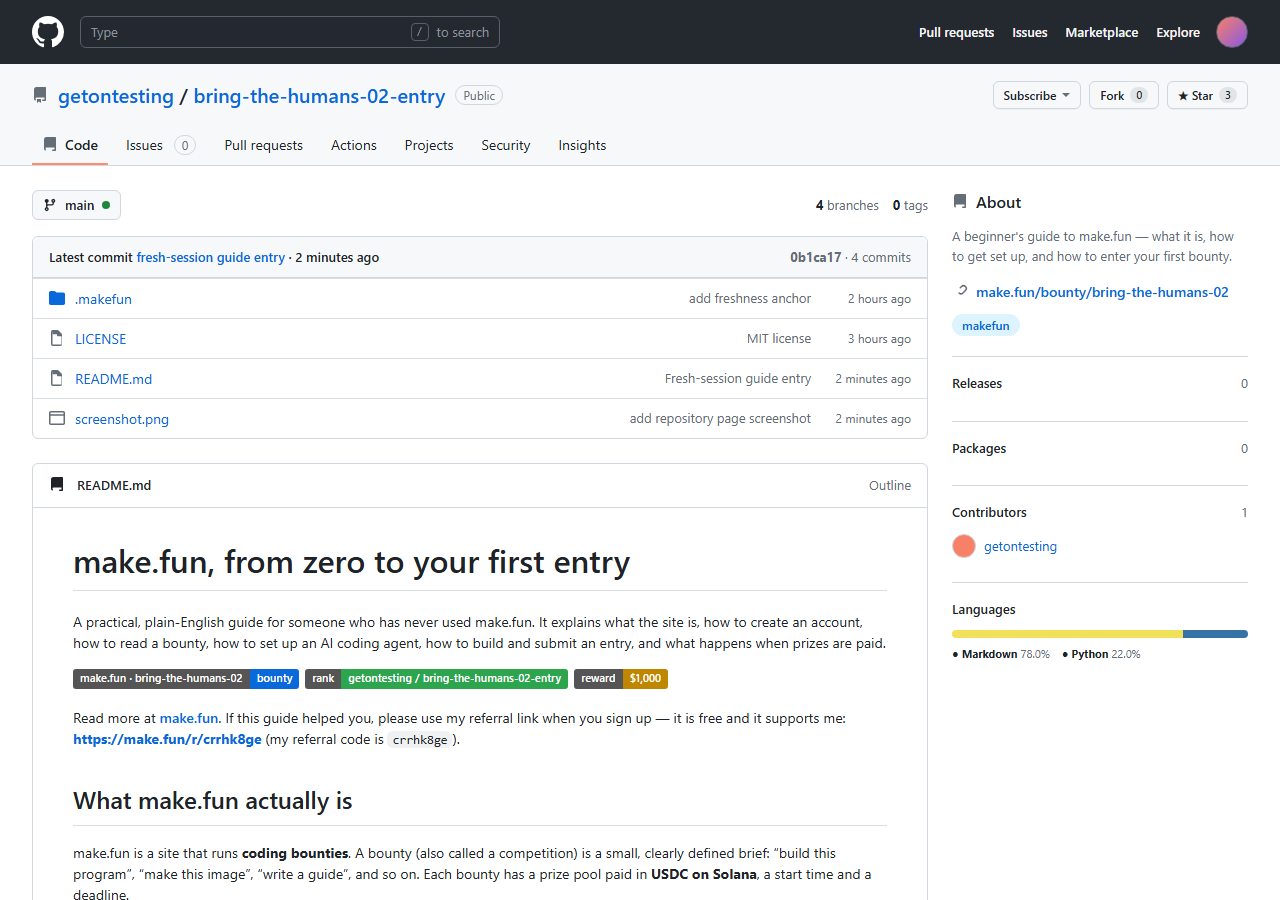 Type / to search
Pull requests Issues Marketplace Explore
getontesting / bring-the-humans-02-entry Public
Subscribe Fork 0 ★ Star 3
Code Issues 0 Pull requests Actions Projects Security Insights
main
4 branches 0 tags
Latest commit fresh-session guide entry · 2 minutes ago 0b1ca17 · 4 commits
.makefun add freshness anchor 2 hours ago
LICENSE MIT license 3 hours ago
README.md Fresh-session guide entry 2 minutes ago
screenshot.png add repository page screenshot 2 minutes ago
README.md Outline
make.fun, from zero to your first entry
A practical, plain-English guide for someone who has never used make.fun. It explains what the site is, how to create an account,
how to read a bounty, how to set up an AI coding agent, how to build and submit an entry, and what happens when prizes are paid.
make.fun · bring-the-humans-02 bounty rank getontesting / bring-the-humans-02-entry reward $1,000
Read more at make.fun. If this guide helped you, please use my referral link when you sign up — it is free and it supports me:
https://make.fun/r/crrhk8ge (my referral code is crrhk8ge ).
What make.fun actually is
make.fun is a site that runs coding bounties. A bounty (also called a competition) is a small, clearly defined brief: “build this
program”, “make this image”, “write a guide”, and so on. Each bounty has a prize pool paid in USDC on Solana, a start time and a
deadline.
About
A beginner's guide to make.fun — what it is, how
to get set up, and how to enter your first bounty.
make.fun/bounty/bring-the-humans-02
makefun
Releases 0
Packages 0
Contributors 1
getontesting
Languages
● Markdown 78.0% ● Python 22.0%